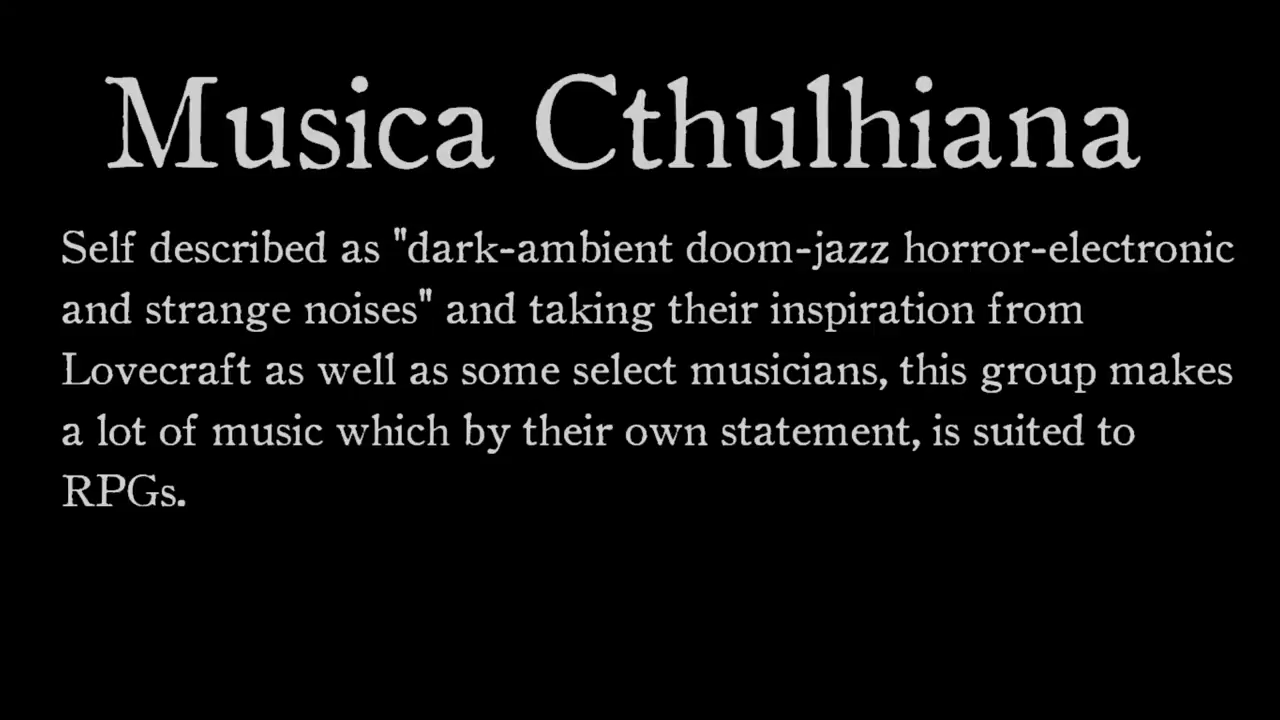 Musica Cthulhiana
Self described as "dark-ambient doom-jazz horror-electronic
and strange noises" and taking their inspiration from
Lovecraft as well as some select musicians, this group makes
a lot of music which by their own statement, is suited to
RPGs.